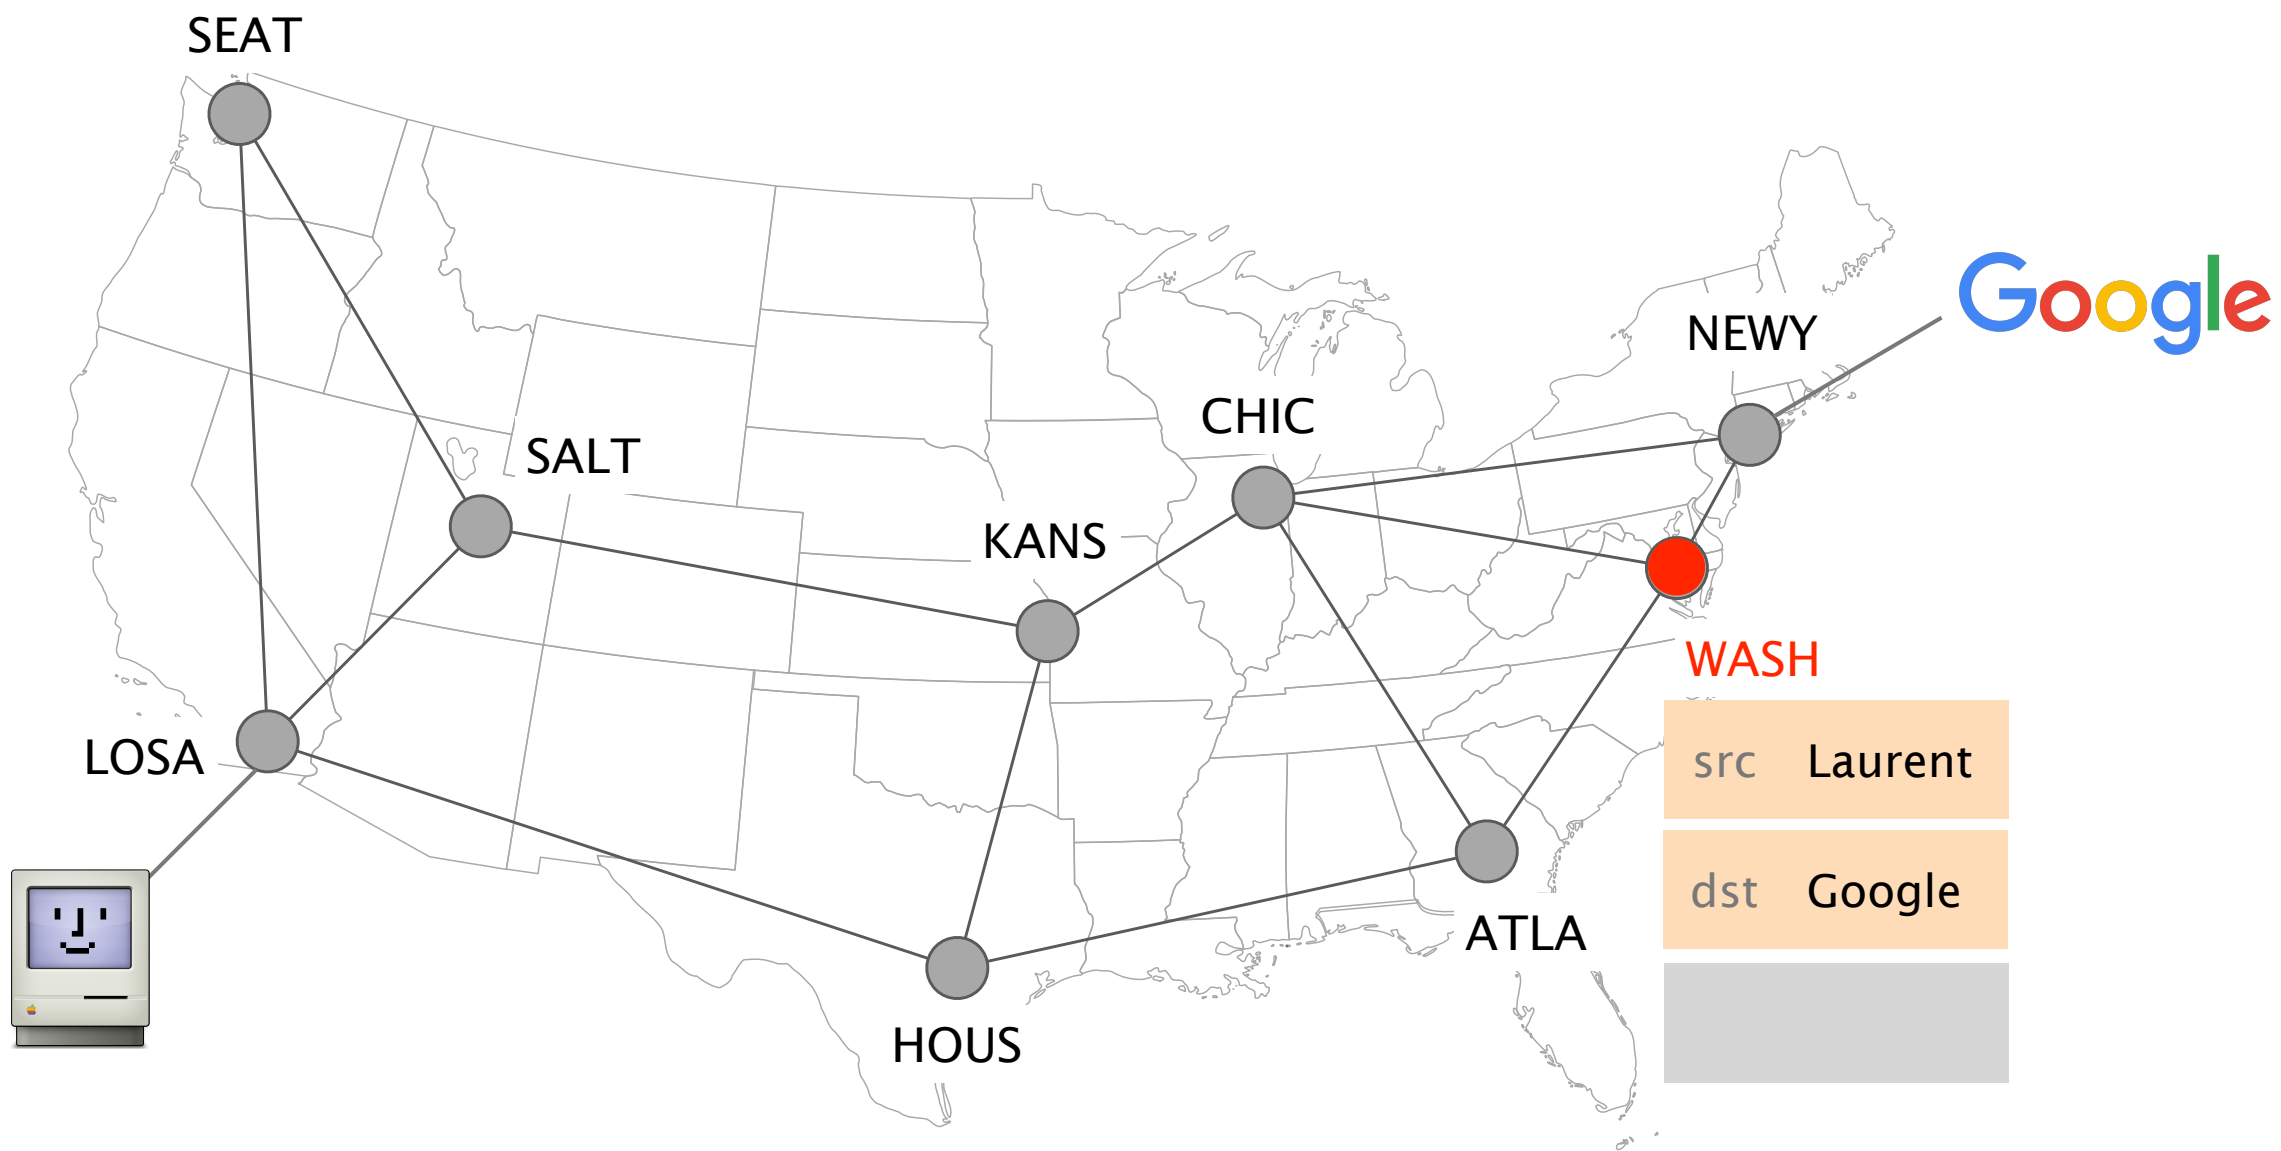 SEAT
Google
NEWY
CHIC
SALT
KANS
WASH
LOSA
src Laurent
dst Google
ATLA
HOUS